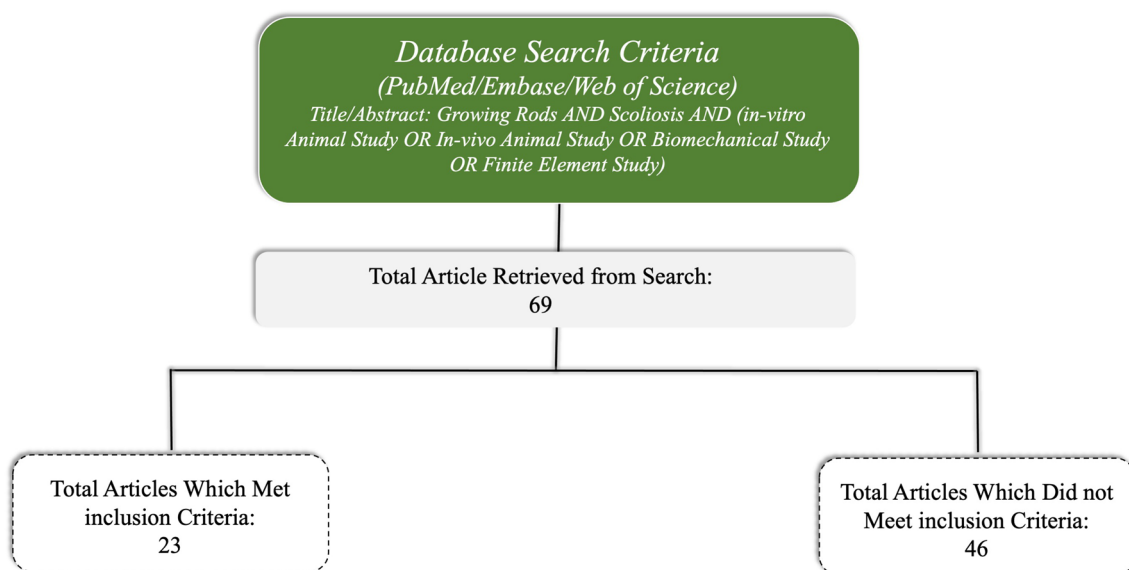 Database Search Criteria
(PubMed/Embase/Web of Science)
Title/Abstract: Growing Rods AND Scoliosis AND (in-vitro
Animal Study OR In-vivo Animal Study OR Biomechanical Study
OR Finite Element Study)
Total Article Retrieved from Search:
69
Total Articles Which Met
inclusion Criteria:
23
Total Articles Which Did not
Meet inclusion Criteria:
46